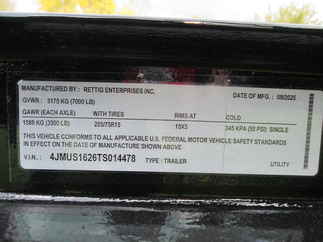 MANUFACTURED BY : RETTIG ENTERPRISES INC. DATE OF MFG. : 08/2025
GVWR : 3175 KG (7000 LB)
GAWR (EACH AXLE) WITH TIRES RIMS AT COLD
1588 KG (3500 LB) 205/75R15 15X5 345 KPA (50 PSI) SINGLE
THIS VEHICLE CONFORMS TO ALL APPLICABLE U.S. FEDERAL MOTOR VEHICLE SAFETY STANDARDS
IN EFFECT ON THE DATE OF MANUFACTURE SHOWN ABOVE.
V.I.N. : 4JMUS1626TS014478 TYPE : TRAILER UTILITY